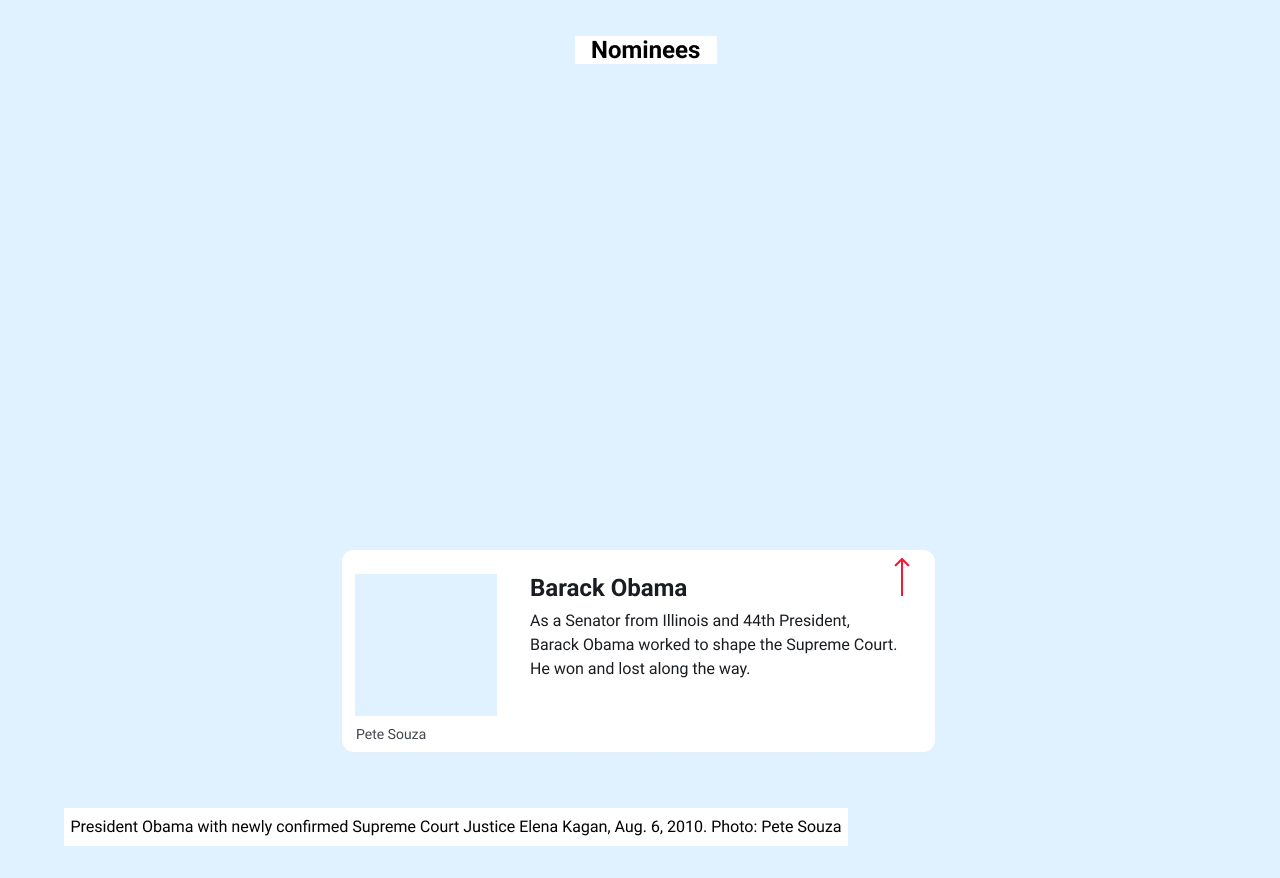 Nominees
Barack Obama
As a Senator from Illinois and 44th President,
Barack Obama worked to shape the Supreme Court.
He won and lost along the way.
Pete Souza
President Obama with newly confirmed Supreme Court Justice Elena Kagan, Aug. 6, 2010. Photo: Pete Souza